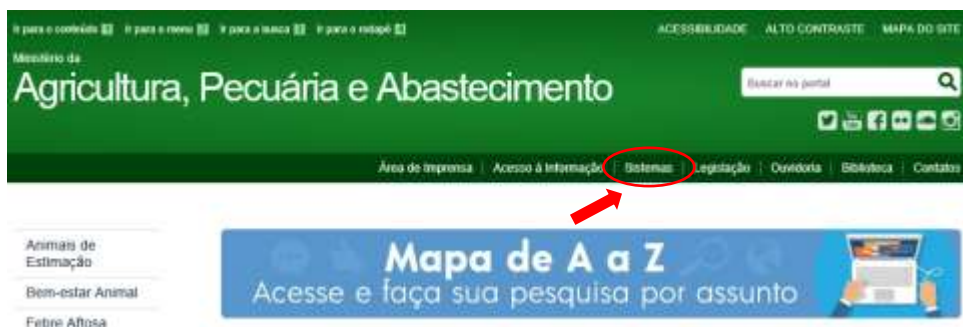 Ir para o conteúdo 1 Ir para o menu 2 Ir para a busca 3 Ir para o rodapé 4
ACESSIBILIDADE ALTO CONTRASTE MAPA DO SITE
Ministério da
Agricultura, Pecuária e Abastecimento
Buscar no portal
Área de Imprensa | Acesso à Informação | Sistemas | Legislação | Ouvidoria | Biblioteca | Contatos
Animais de
Estimação
Bem-estar Animal
Febre Aftosa
Mapa de A a Z
Acesse e faça sua pesquisa por assunto